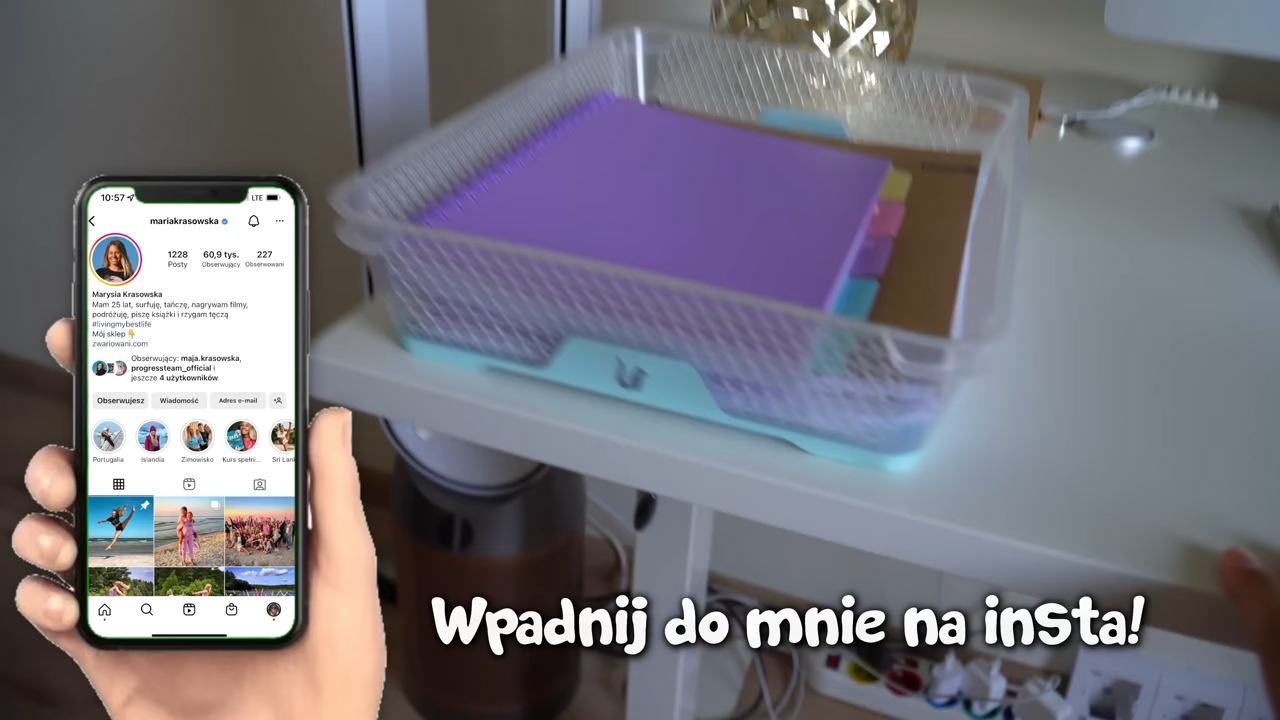 10:57
LTE
mariakrasowska
1228
60,9 tys.
227
Posty
Obserwujący
Obserwowani
Marysia Krasowska
Mam 25 lat, surfuję, tańczę, nagrywam filmy,
podróżuję, piszę książki i rzygam tęczą
#livingmybestlife
Mój sklep 👇
zwariowani.com
Obserwujący: maja.krasowska,
progressteam_official i
jeszcze 4 użytkowników
Obserwujesz
Wiadomość
Adres e-mail
Portugalia
Islandia
Zimowisko
Kurs spełni...
Sri Lank
Wpadnij do mnie na insta!